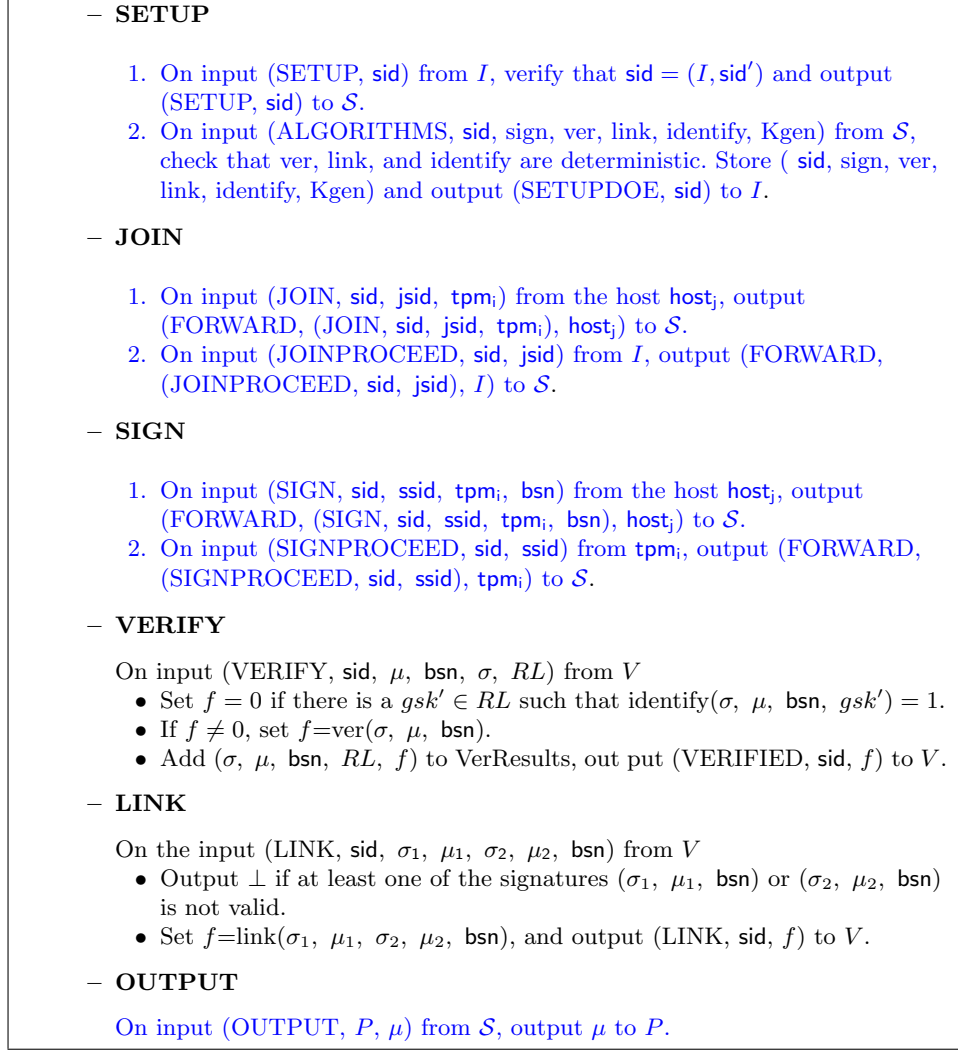 – SETUP
1. On input (SETUP, sid) from I, verify that sid = (I, sid′) and output
(SETUP, sid) to 𝒮.
2. On input (ALGORITHMS, sid, sign, ver, link, identify, Kgen) from 𝒮,
check that ver, link, and identify are deterministic. Store ( sid, sign, ver,
link, identify, Kgen) and output (SETUPDOE, sid) to I.
– JOIN
1. On input (JOIN, sid, jsid, tpmᵢ) from the host hostⱼ, output
(FORWARD, (JOIN, sid, jsid, tpmᵢ), hostⱼ) to 𝒮.
2. On input (JOINPROCEED, sid, jsid) from I, output (FORWARD,
(JOINPROCEED, sid, jsid), I) to 𝒮.
– SIGN
1. On input (SIGN, sid, ssid, tpmᵢ, bsn) from the host hostⱼ, output
(FORWARD, (SIGN, sid, ssid, tpmᵢ, bsn), hostⱼ) to 𝒮.
2. On input (SIGNPROCEED, sid, ssid) from tpmᵢ, output (FORWARD,
(SIGNPROCEED, sid, ssid), tpmᵢ) to 𝒮.
– VERIFY
On input (VERIFY, sid, μ, bsn, σ, RL) from V
• Set f = 0 if there is a gsk′ ∈ RL such that identify(σ, μ, bsn, gsk′) = 1.
• If f ≠ 0, set f=ver(σ, μ, bsn).
• Add (σ, μ, bsn, RL, f) to VerResults, out put (VERIFIED, sid, f) to V.
– LINK
On the input (LINK, sid, σ₁, μ₁, σ₂, μ₂, bsn) from V
• Output ⊥ if at least one of the signatures (σ₁, μ₁, bsn) or (σ₂, μ₂, bsn)
is not valid.
• Set f=link(σ₁, μ₁, σ₂, μ₂, bsn), and output (LINK, sid, f) to V.
– OUTPUT
On input (OUTPUT, P, μ) from 𝒮, output μ to P.